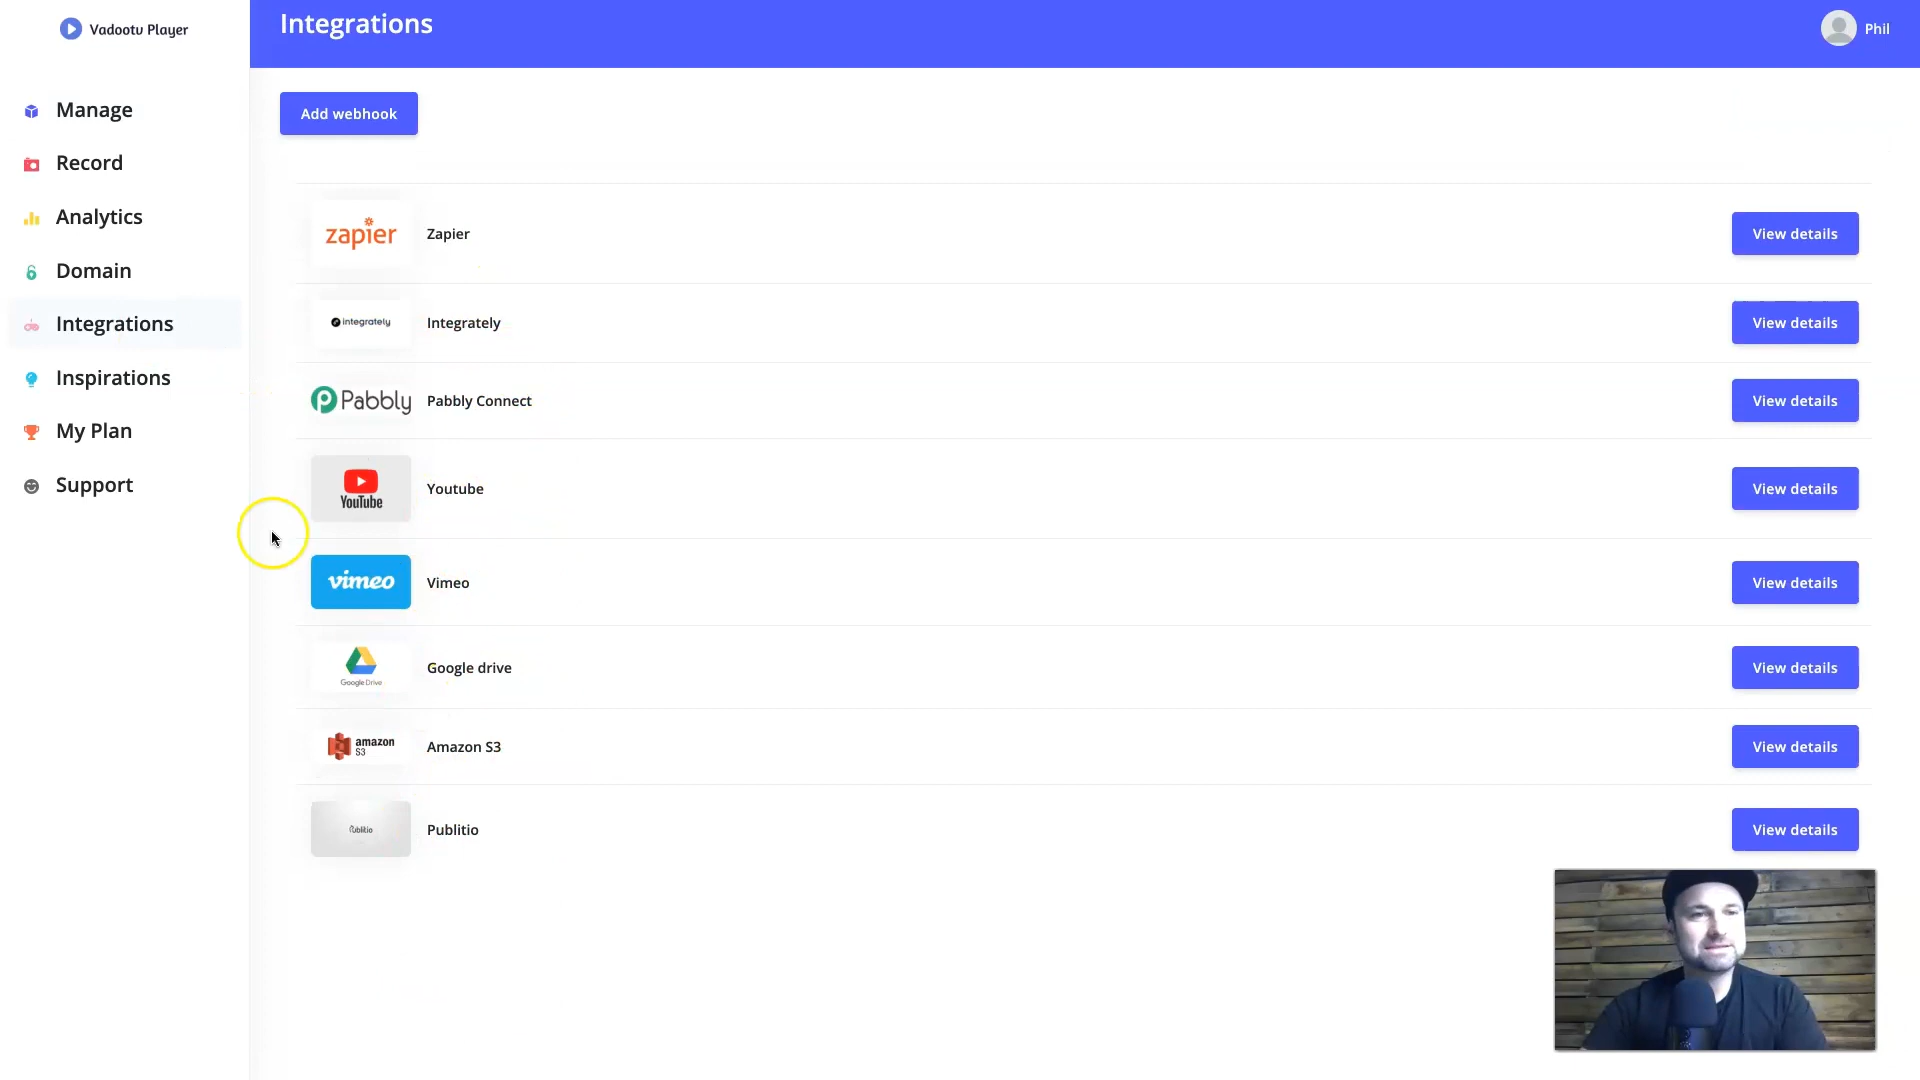 Vadootv Player
Integrations
Phil
Manage
Record
Analytics
Domain
Integrations
Inspirations
My Plan
Support
Add webhook
zapier
Zapier
View details
integrately
Integrately
View details
Pabbly
Pabbly Connect
View details
YouTube
Youtube
View details
vimeo
Vimeo
View details
Google Drive
Google drive
View details
amazon
S3
Amazon S3
View details
Publitio
Publitio
View details